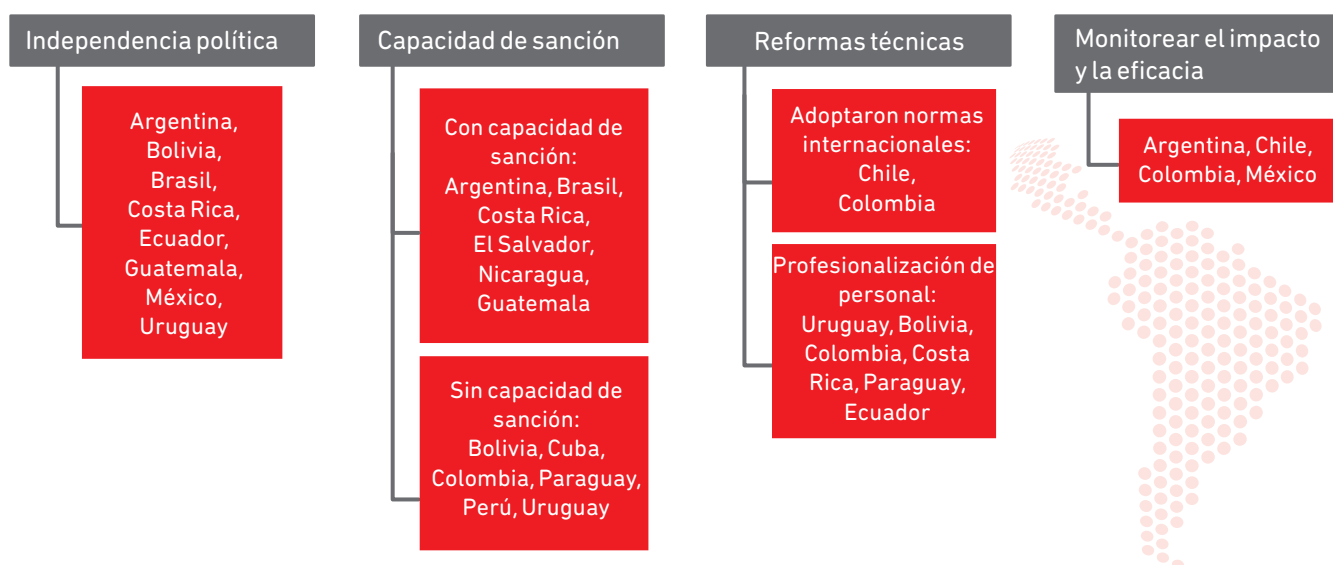 Independencia política
Argentina,
Bolivia,
Brasil,
Costa Rica,
Ecuador,
Guatemala,
México,
Uruguay
Capacidad de sanción
Con capacidad de
sanción:
Argentina, Brasil,
Costa Rica,
El Salvador,
Nicaragua,
Guatemala
Sin capacidad de
sanción:
Bolivia, Cuba,
Colombia, Paraguay,
Perú, Uruguay
Reformas técnicas
Adoptaron normas
internacionales:
Chile,
Colombia
Profesionalización de
personal:
Uruguay, Bolivia,
Colombia, Costa
Rica, Paraguay,
Ecuador
Monitorear el impacto
y la eficacia
Argentina, Chile,
Colombia, México